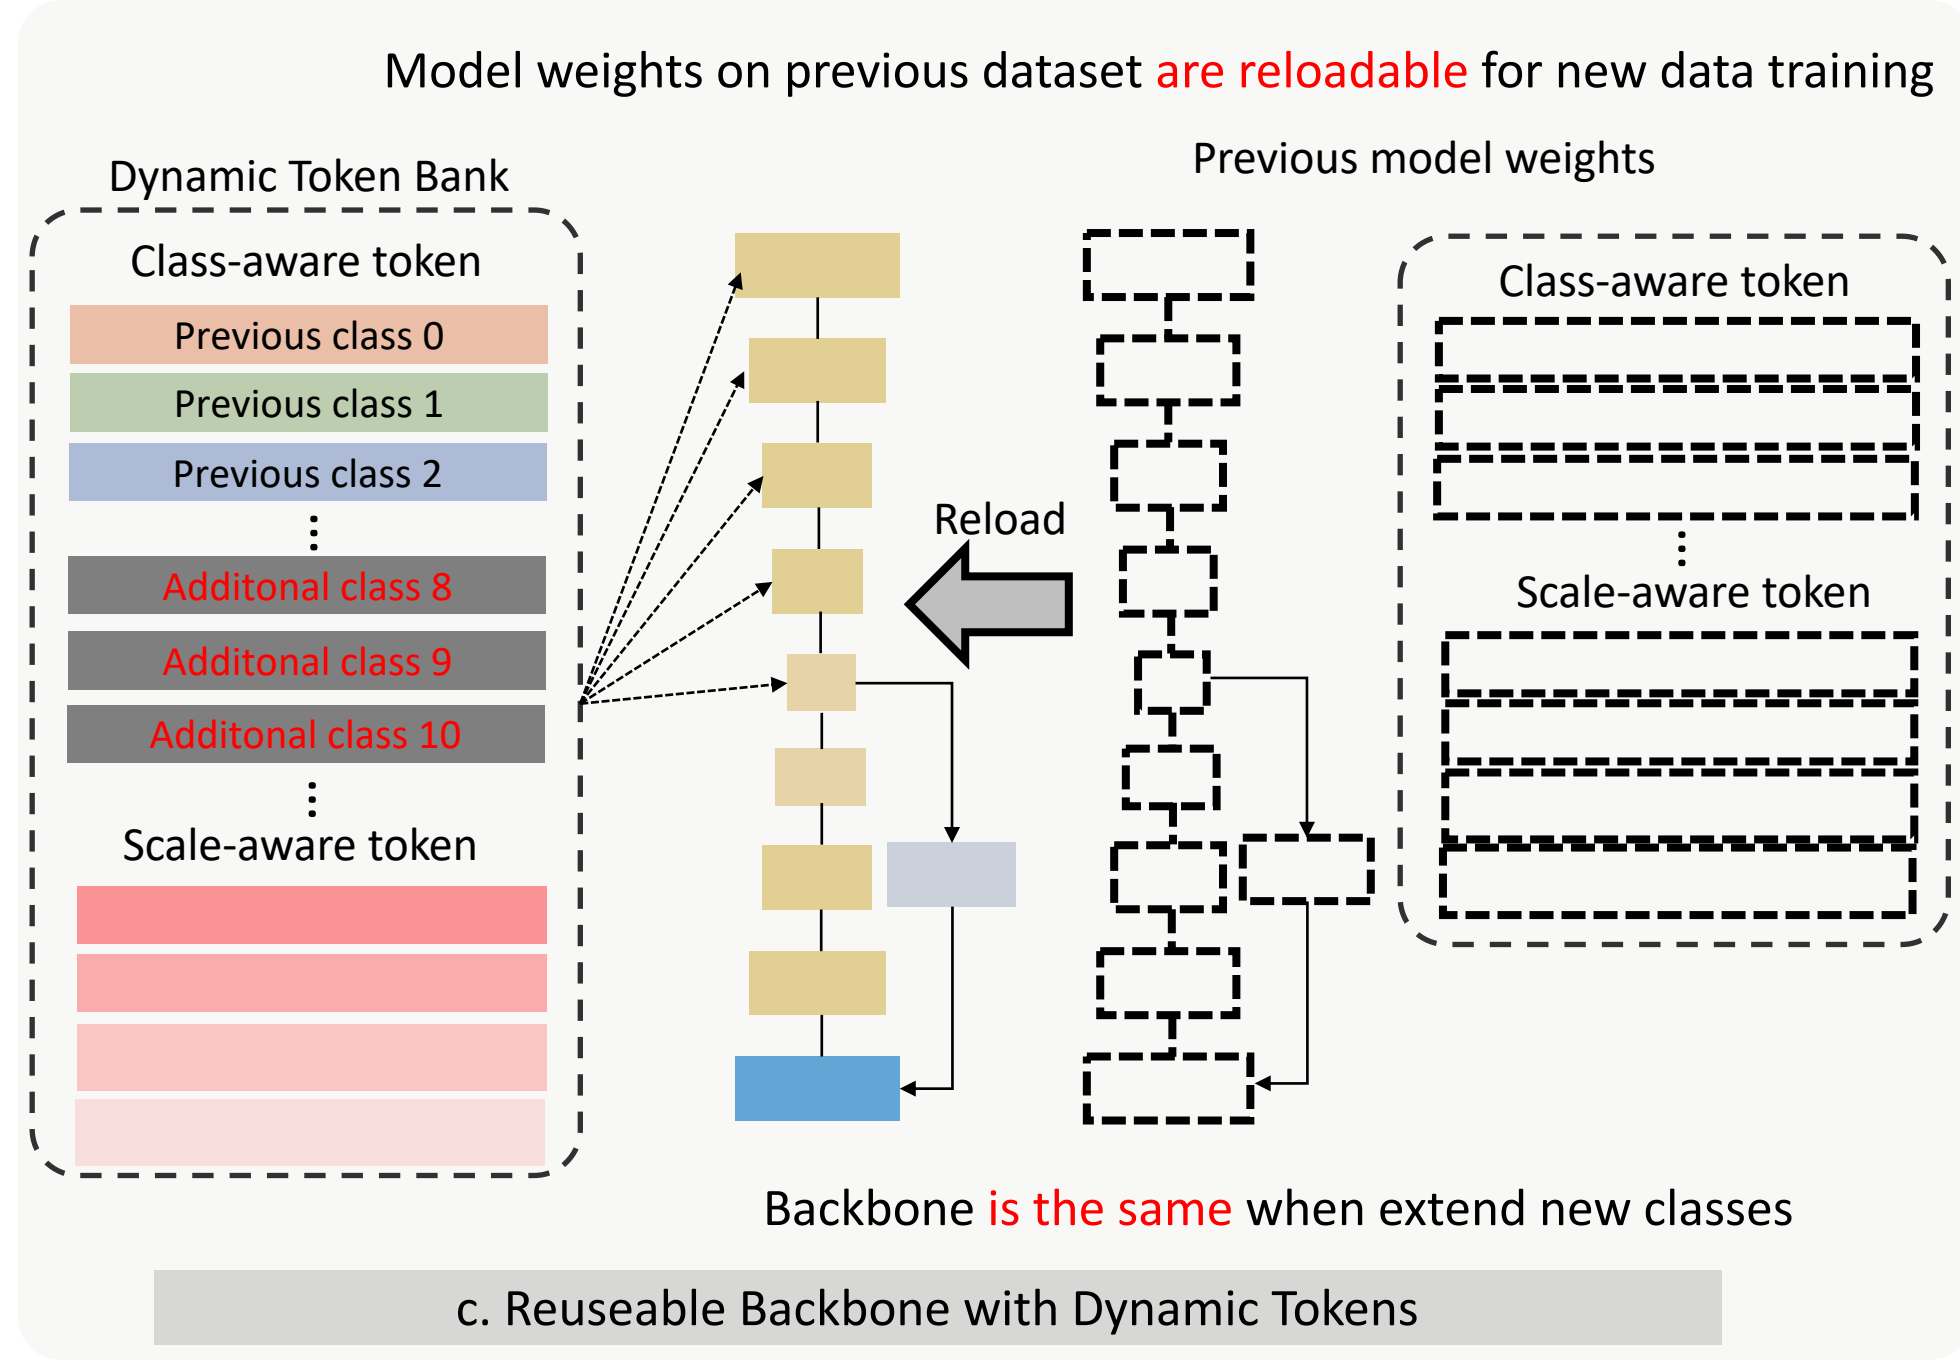 Model weights on previous dataset are reloadable for new data training
Previous model weights
Dynamic Token Bank
Class-aware token
Previous class 0
Previous class 1
Previous class 2
Additonal class 8
Additonal class 9
Additonal class 10
Scale-aware token
Reload
Class-aware token
Scale-aware token
Backbone is the same when extend new classes
c. Reuseable Backbone with Dynamic Tokens